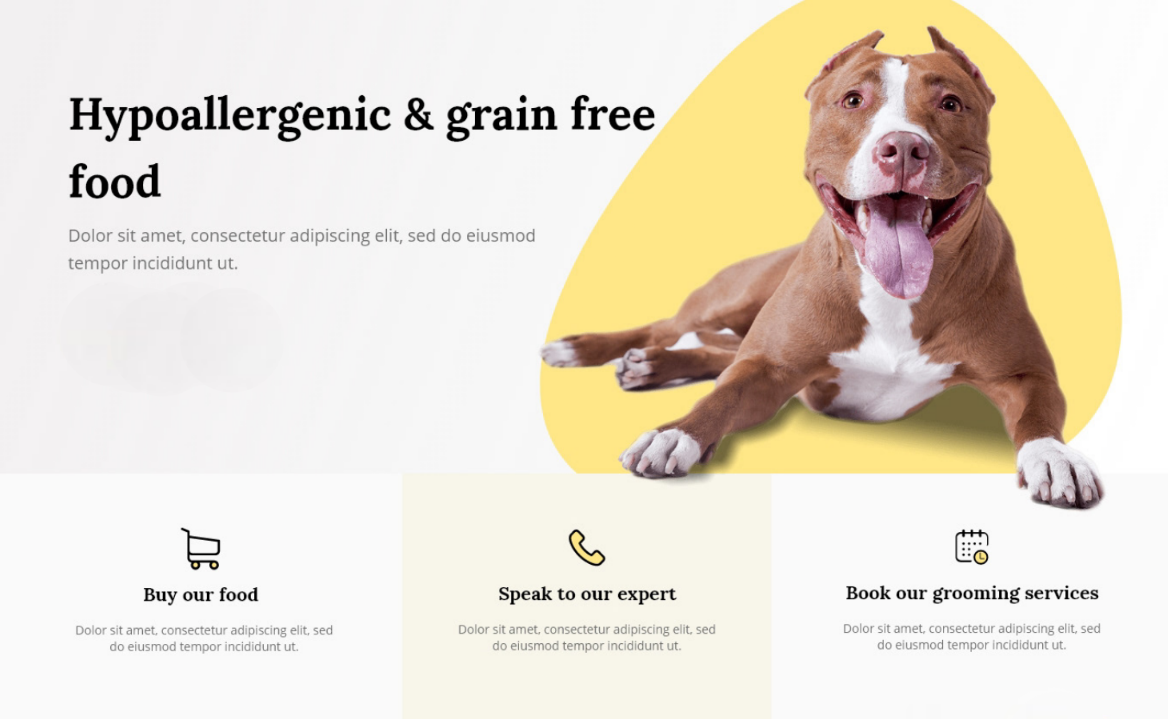 Hypoallergenic & grain free
food
Dolor sit amet, consectetur adipiscing elit, sed do eiusmod
tempor incididunt ut.
Buy our food
Dolor sit amet, consectetur adipiscing elit, sed
do eiusmod tempor incididunt ut.
Speak to our expert
Dolor sit amet, consectetur adipiscing elit, sed
do eiusmod tempor incididunt ut.
Book our grooming services
Dolor sit amet, consectetur adipiscing elit, sed
do eiusmod tempor incididunt ut.